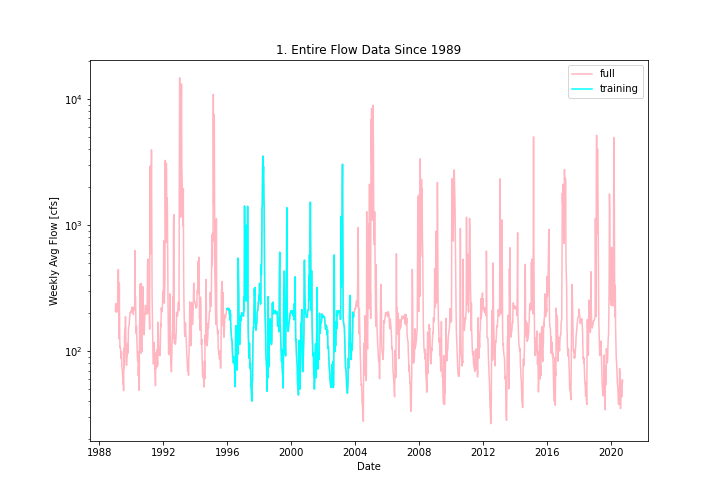 1. Entire Flow Data Since 1989
full
training
Weekly Avg Flow [cfs]
10⁴
10³
10²
1988 1992 1996 2000 2004 2008 2012 2016 2020
Date